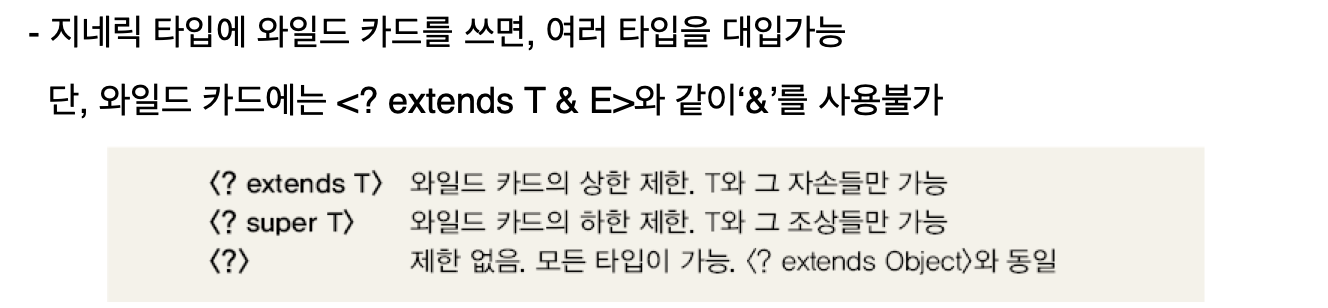 - 지네릭 타입에 와일드 카드를 쓰면, 여러 타입을 대입가능
단, 와일드 카드에는 <? extends T & E>와 같이‘&’를 사용불가
〈? extends T〉 와일드 카드의 상한 제한. T와 그 자손들만 가능
〈? super T〉 와일드 카드의 하한 제한. T와 그 조상들만 가능
〈?〉 제한 없음. 모든 타입이 가능. 〈? extends Object〉와 동일